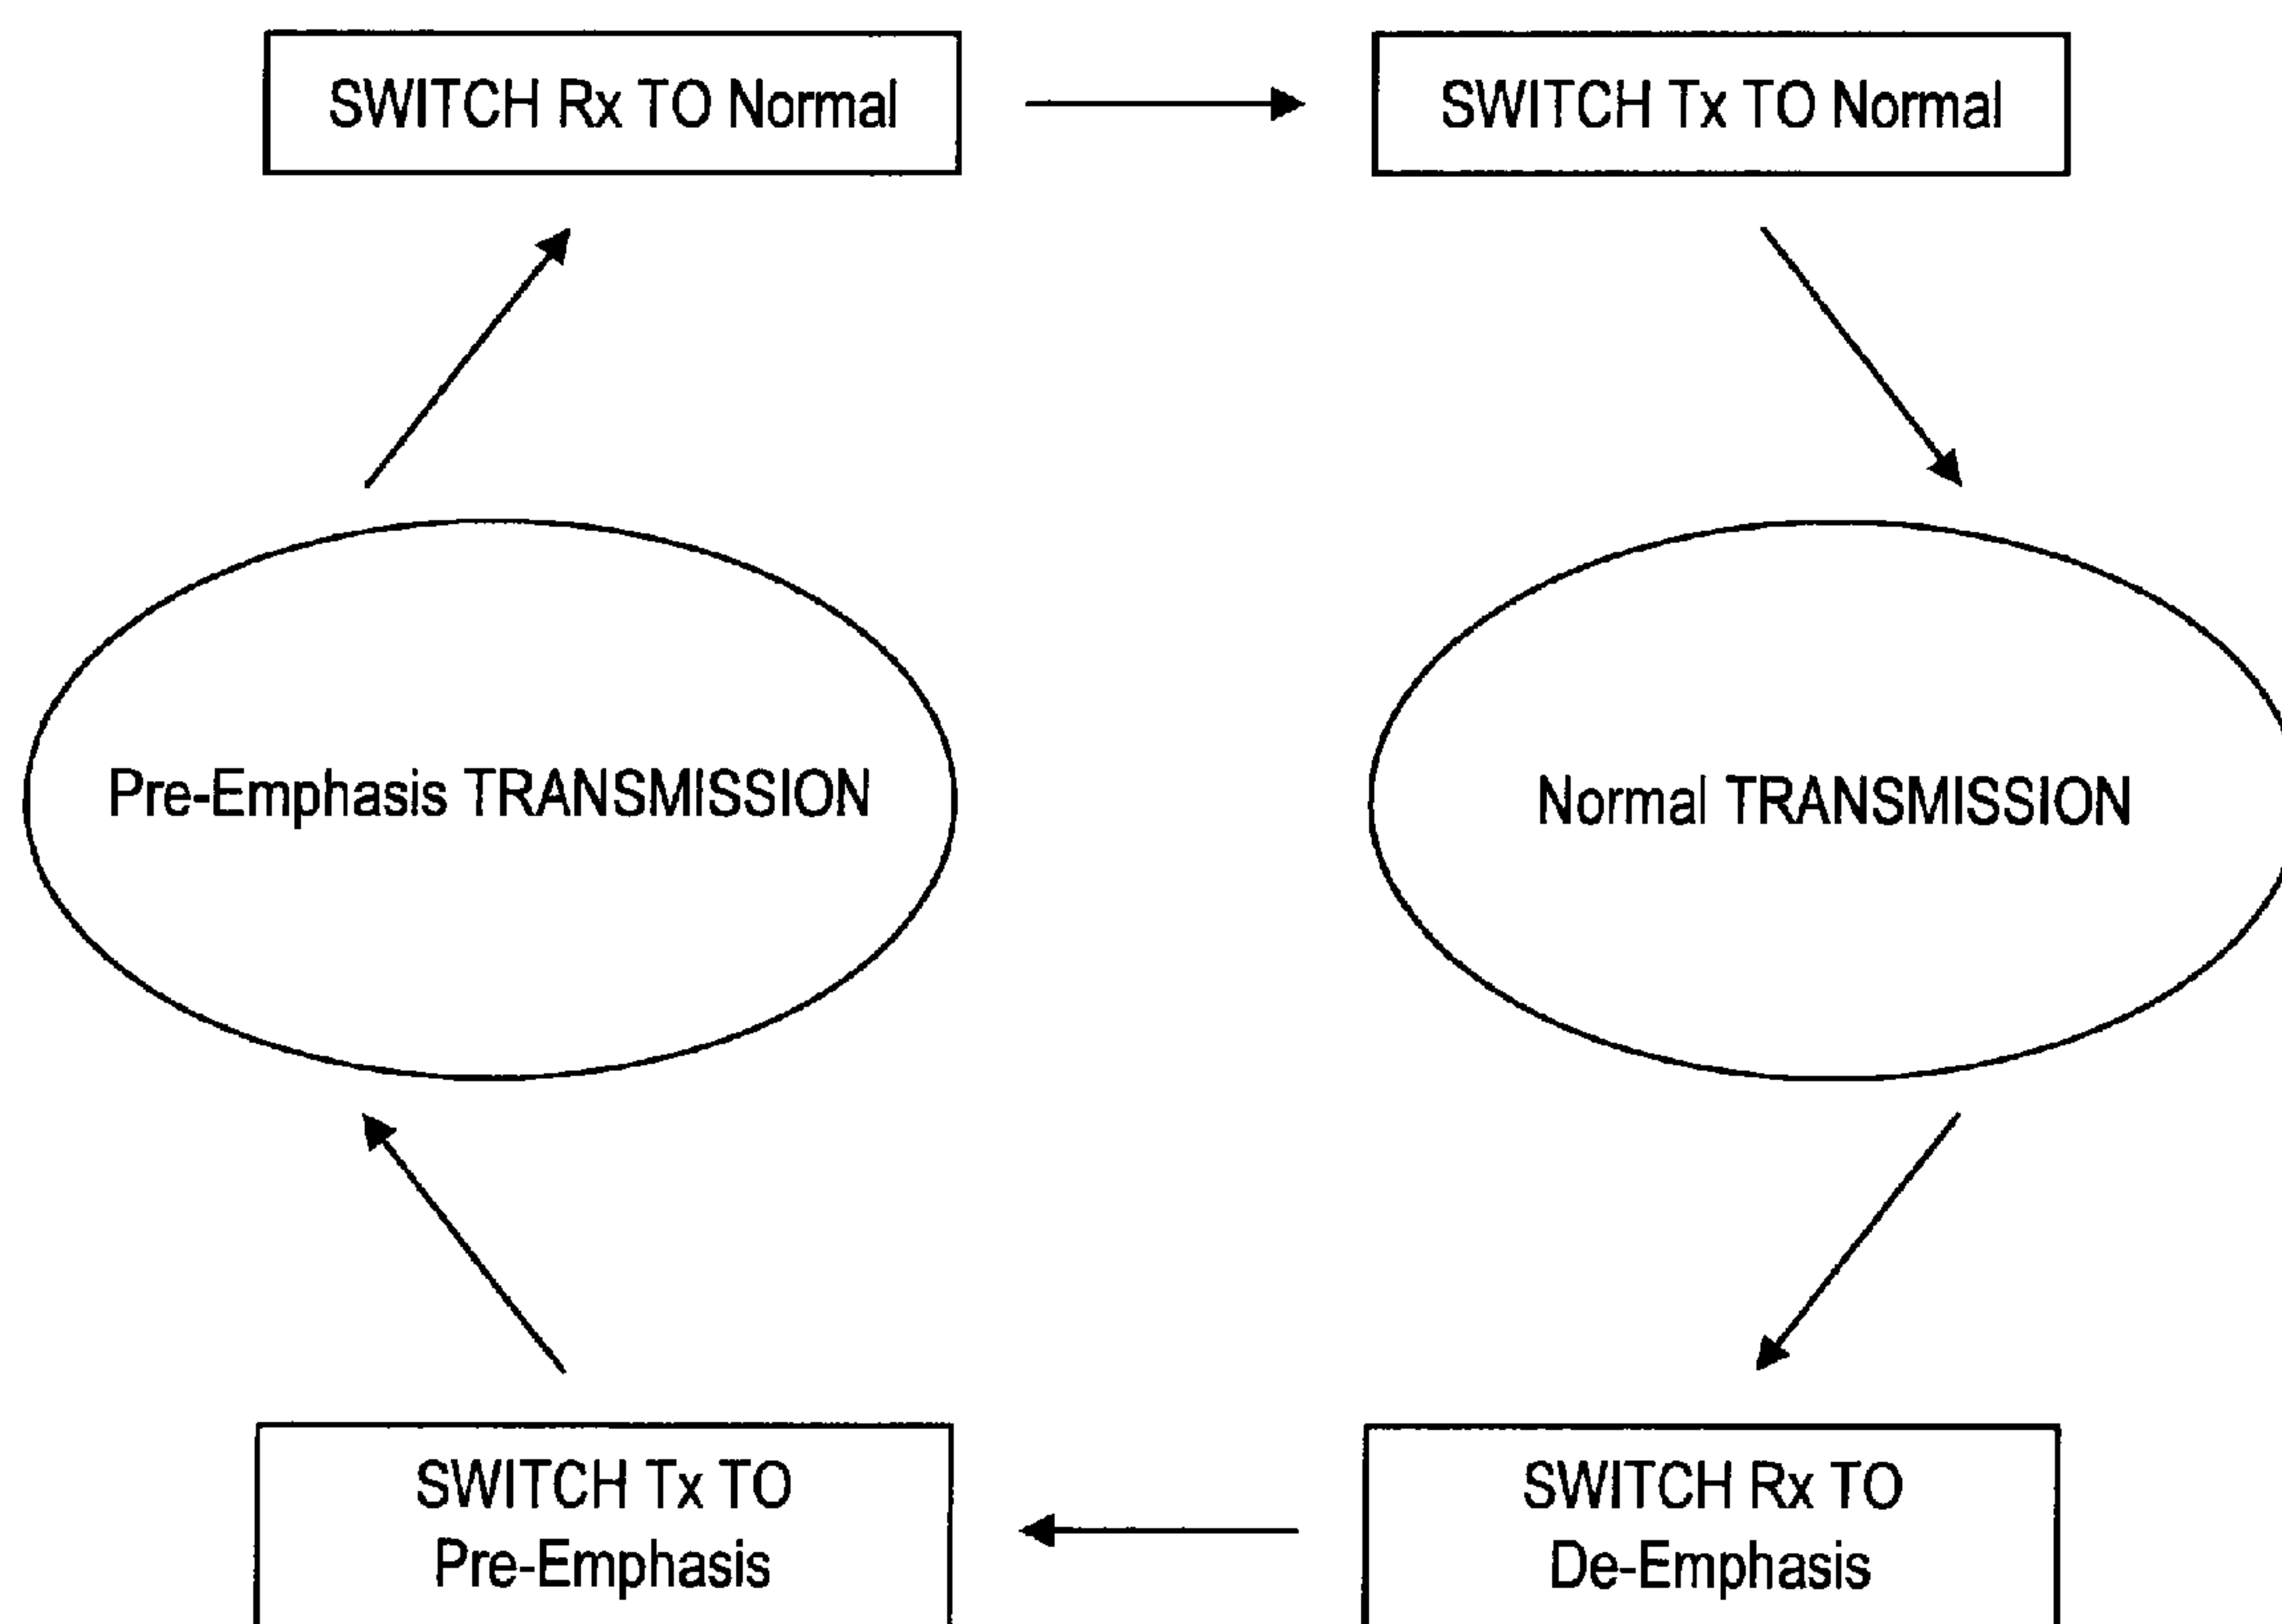 SWITCH Rx TO Normal
SWITCH Tx TO Normal
Pre-Emphasis TRANSMISSION
Normal TRANSMISSION
SWITCH Tx TO
Pre-Emphasis
SWITCH Rx TO
De-Emphasis